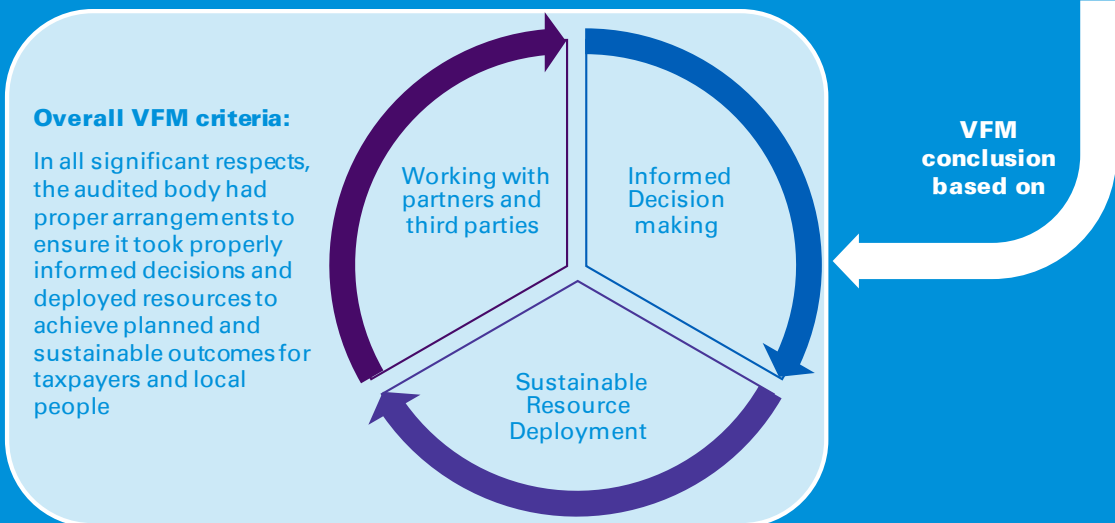 Overall VFM criteria:
In all significant respects,
the audited body had
proper arrangements to
ensure it took properly
informed decisions and
deployed resources to
achieve planned and
sustainable outcomes for
taxpayers and local
people
Working with
partners and
third parties
Informed
Decision
making
Sustainable
Resource
Deployment
VFM
conclusion
based on